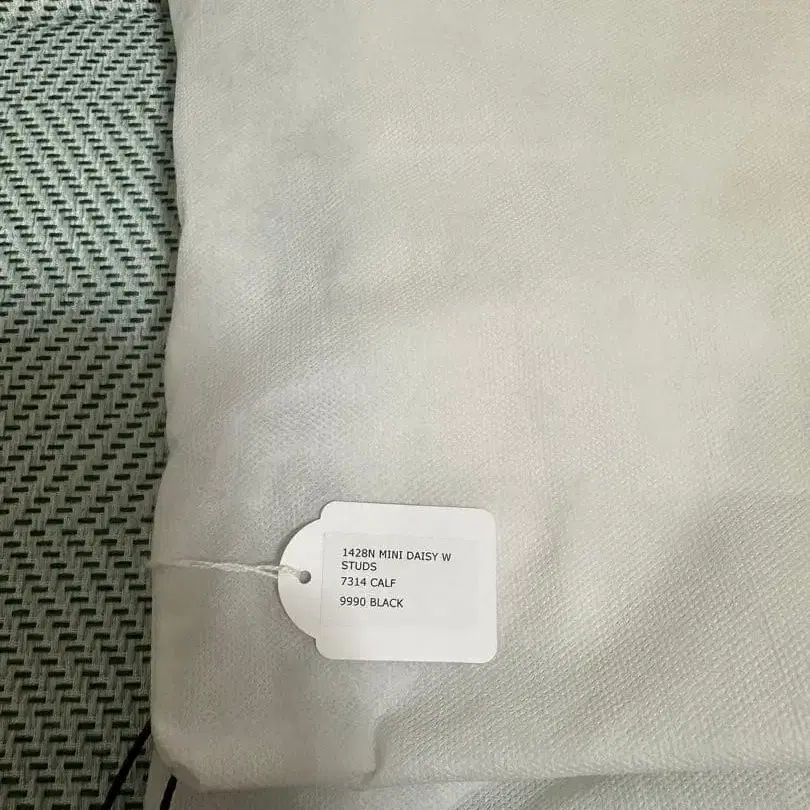 1428N MINI DAISY W
STUDS
7314 CALF
9990 BLACK